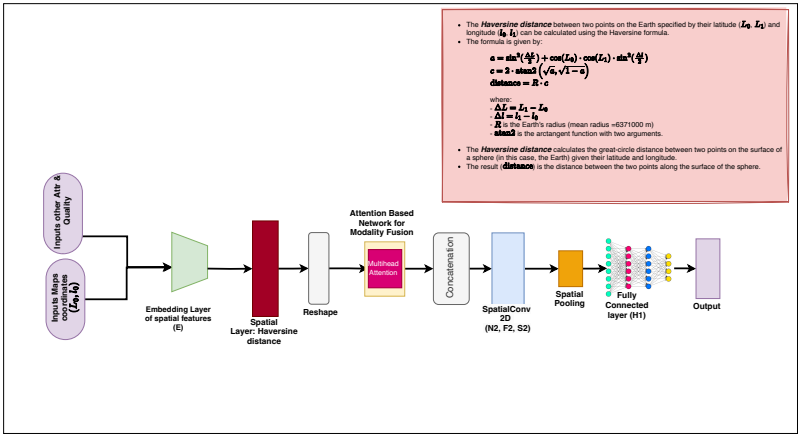 • The Haversine distance between two points on the Earth specified by their latitude (L₀, L₁) and
longitude (l₀, l₁) can be calculated using the Haversine formula.
• The formula is given by:
a = sin²(ΔL/2) + cos(L₀) · cos(L₁) · sin²(Δl/2)
c = 2 · atan2 (√a, √1 − a)
distance = R · c
where:
- ΔL = L₁ − L₀
- Δl = l₁ − l₀
- R is the Earth's radius (mean radius =6371000 m)
- atan2 is the arctangent function with two arguments.
• The Haversine distance calculates the great-circle distance between two points on the surface of
a sphere (in this case, the Earth) given their latitude and longitude.
• The result (distance) is the distance between the two points along the surface of the sphere.
Inputs other Attr &
Quality
Inputs Maps
coordinates
(L₀, l₀)
Embedding Layer
of spatial features
(E)
Spatial
Layer: Haversine
distance
Reshape
Attention Based
Network for
Modality Fusion
Multihead
Attention
Concatenation
SpatialConv
2D
(N2, F2, S2)
Spatial
Pooling
Fully
Connected
layer (H1)
Output